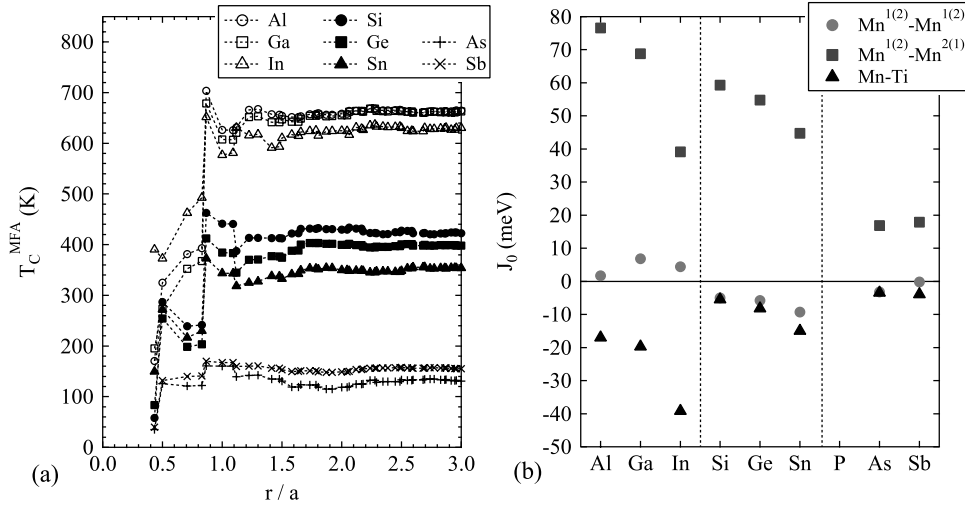 800
700
600
500
400
300
200
100
0
T_C^MFA (K)
Al
Ga
In
Si
Ge
Sn
As
Sb
0.0 0.5 1.0 1.5 2.0 2.5 3.0
r / a
(a)
80
70
60
50
40
30
20
10
0
-10
-20
-30
-40
-50
J_0 (meV)
Mn^1(2)-Mn^1(2)
Mn^1(2)-Mn^2(1)
Mn-Ti
Al Ga In Si Ge Sn P As Sb
(b)